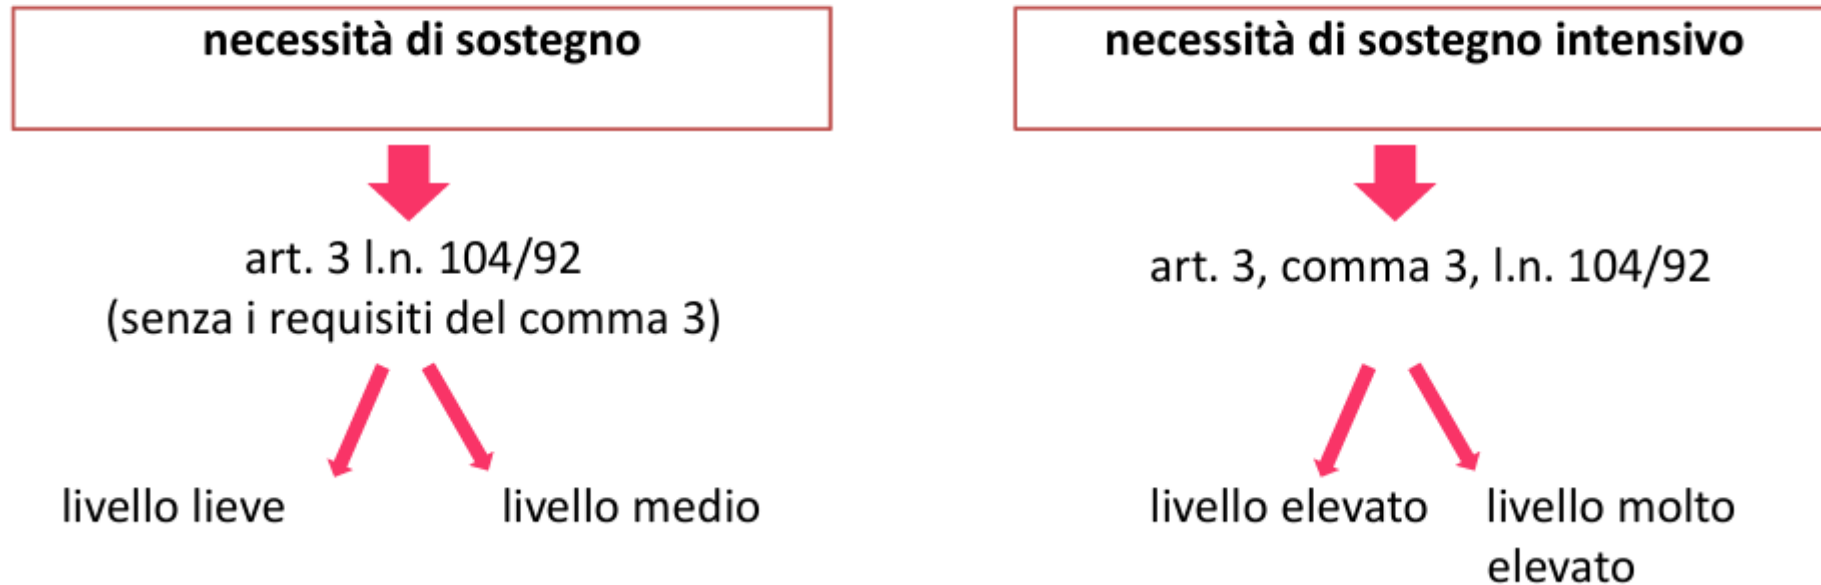 necessità di sostegno
art. 3 l.n. 104/92
(senza i requisiti del comma 3)
livello lieve
livello medio
necessità di sostegno intensivo
art. 3, comma 3, l.n. 104/92
livello elevato
livello molto
elevato